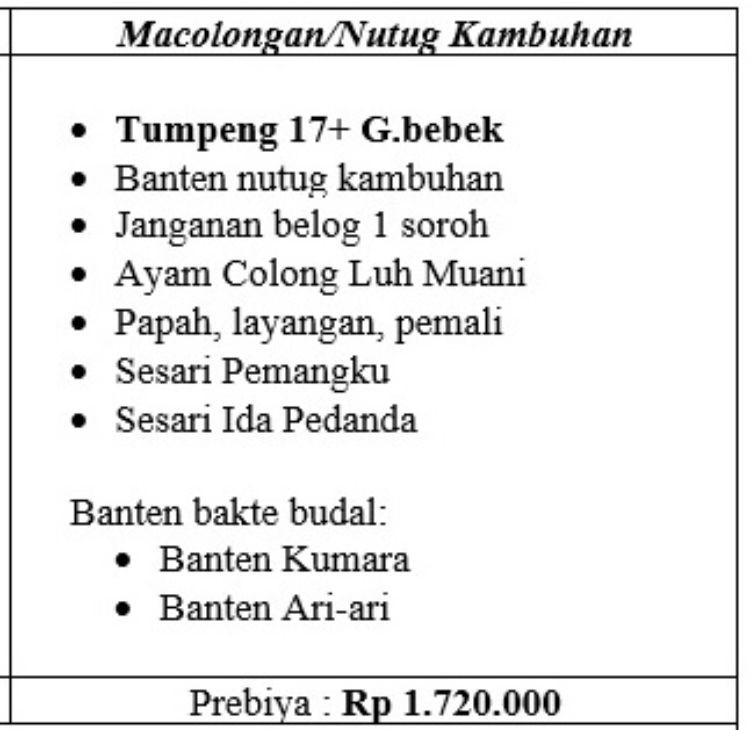 Macolongan/Nutug Kambuhan
• Tumpeng 17+ G.bebek
• Banten nutug kambuhan
• Janganan belog 1 soroh
• Ayam Colong Luh Muani
• Papah, layangan, pemali
• Sesari Pemangku
• Sesari Ida Pedanda
Banten bakte budal:
• Banten Kumara
• Banten Ari-ari
Prebiya : Rp 1.720.000